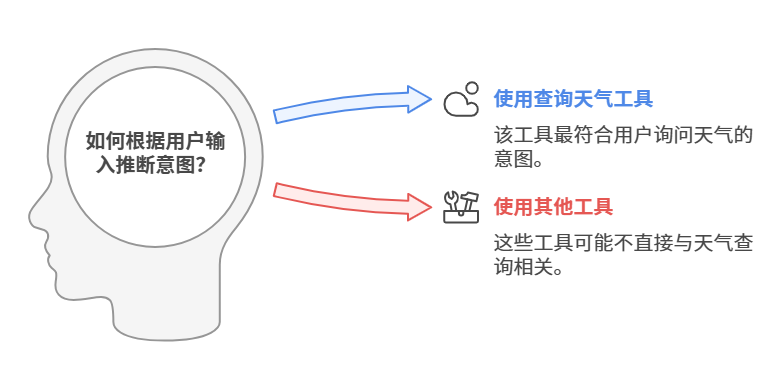 如何根据用户输
入推断意图？
使用查询天气工具
该工具最符合用户询问天气的
意图。
使用其他工具
这些工具可能不直接与天气查
询相关。